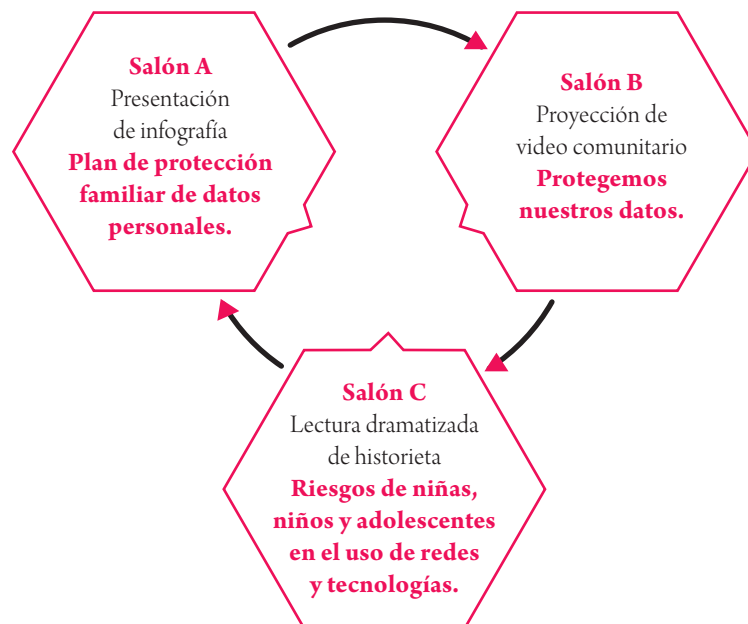 Salón A
Presentación
de infografía
Plan de protección
familiar de datos
personales.
Salón B
Proyección de
video comunitario
Protegemos
nuestros datos.
Salón C
Lectura dramatizada
de historieta
Riesgos de niñas,
niños y adolescentes
en el uso de redes
y tecnologías.